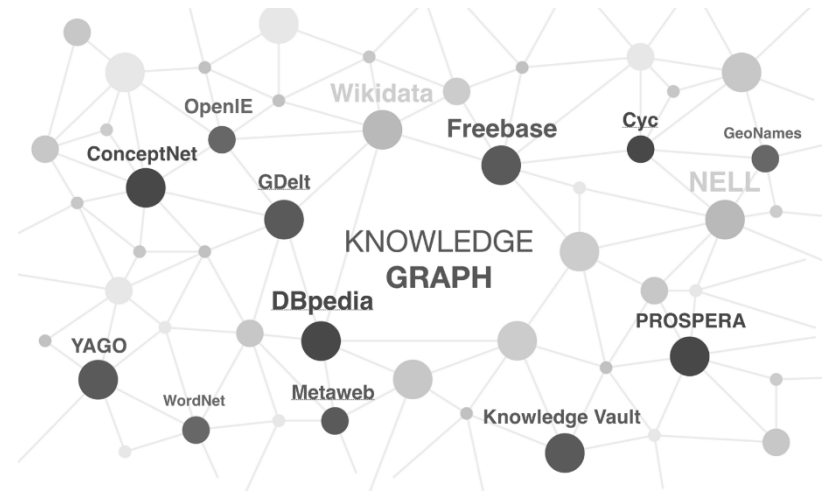 Wikidata
OpenIE
Freebase
Cyc
GeoNames
ConceptNet
GDelt
NELL
KNOWLEDGE
GRAPH
DBpedia
PROSPERA
YAGO
Metaweb
WordNet
Knowledge Vault